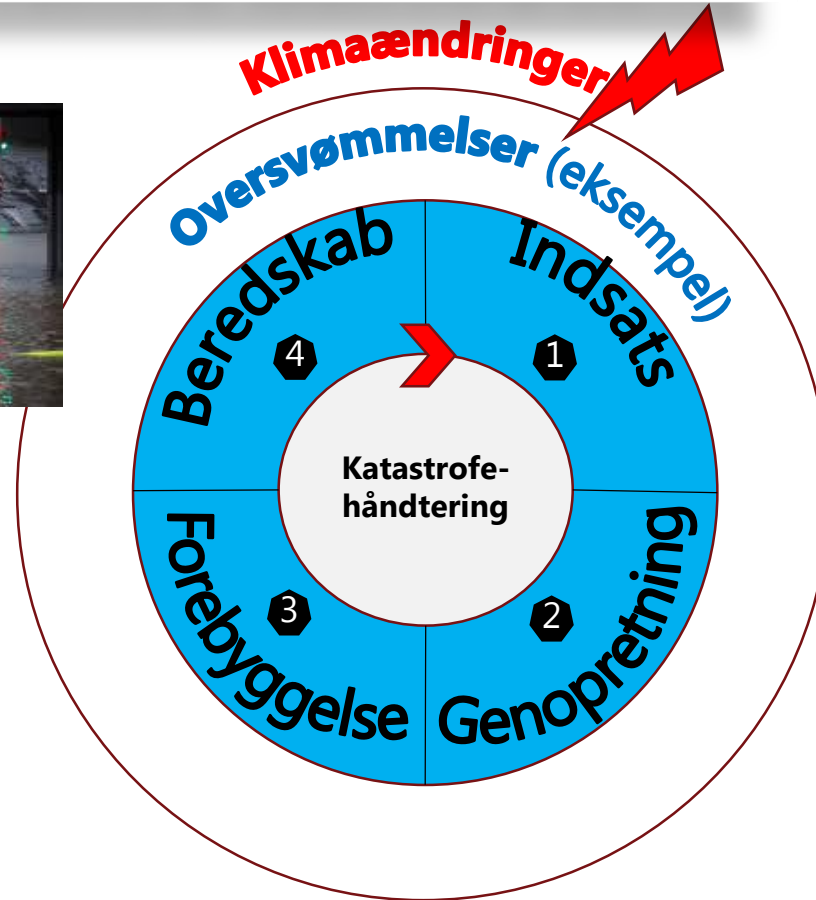 Klimaændringer
Oversvømmelser (eksempel)
Beredskab
Indsats
4
1
Katastrofe-
håndtering
Forebyggelse
Genopretning
3
2